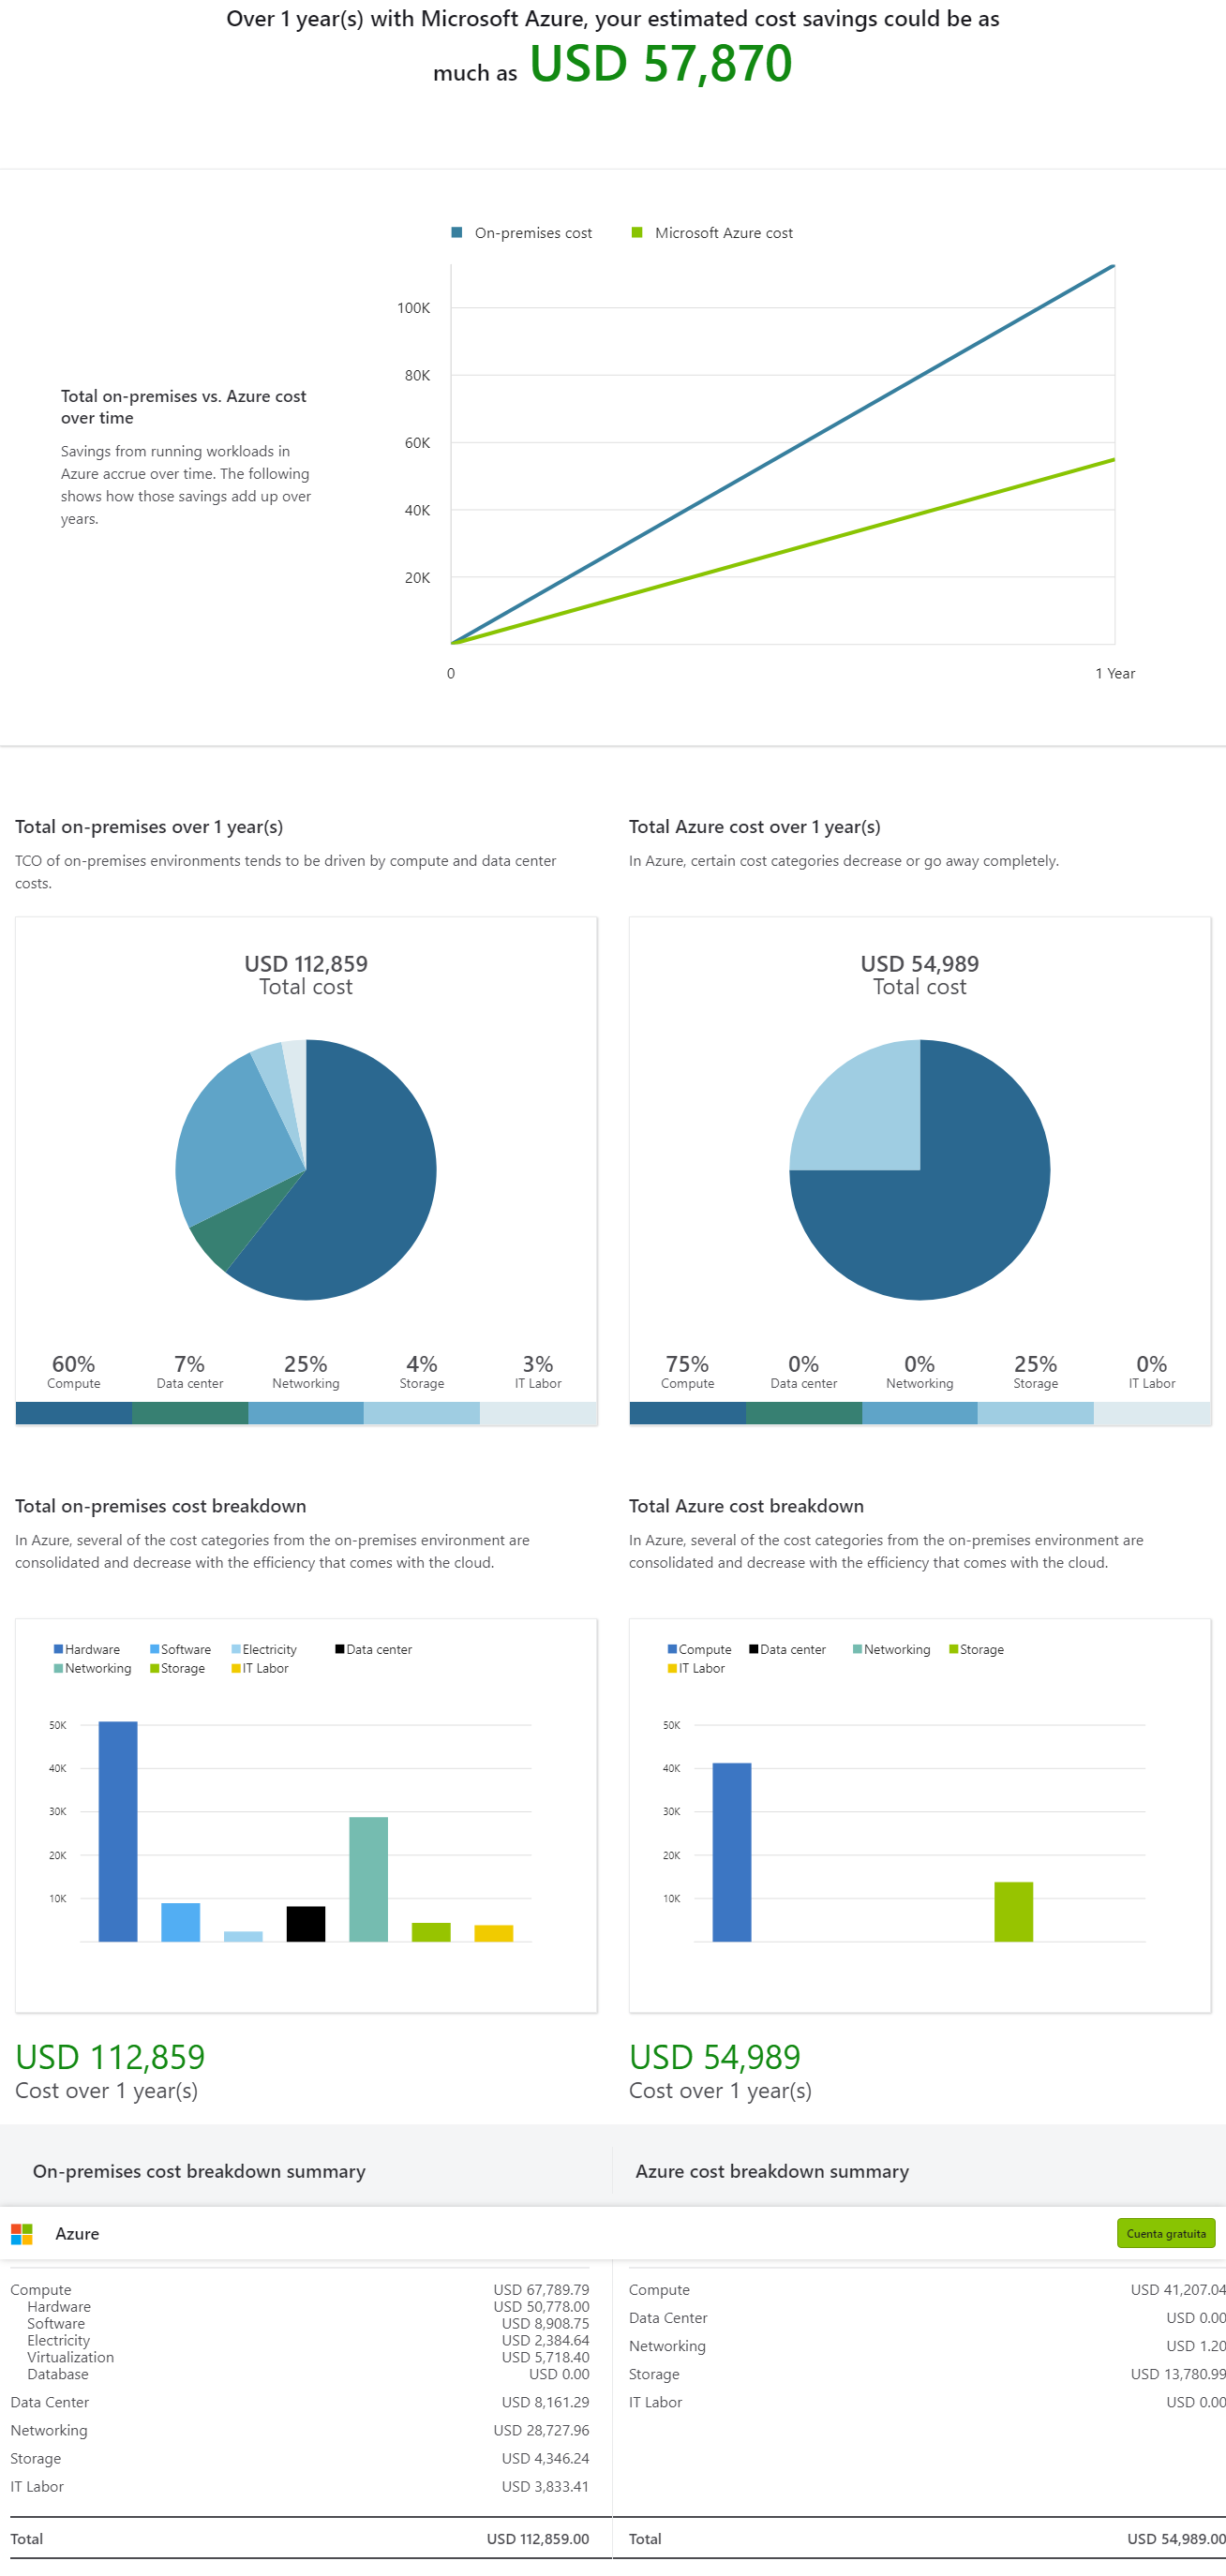 Over 1 year(s) with Microsoft Azure, your estimated cost savings could be as
much as USD 57,870
On-premises cost
Microsoft Azure cost
Total on-premises vs. Azure cost
over time
Savings from running workloads in
Azure accrue over time. The following
shows how those savings add up over
years.
100K
80K
60K
40K
20K
0
1 Year
Total on-premises over 1 year(s)
TCO of on-premises environments tends to be driven by compute and data center
costs.
USD 112,859
Total cost
60% 7% 25% 4% 3%
Compute Data center Networking Storage IT Labor
Total Azure cost over 1 year(s)
In Azure, certain cost categories decrease or go away completely.
USD 54,989
Total cost
75% 0% 0% 25% 0%
Compute Data center Networking Storage IT Labor
Total on-premises cost breakdown
In Azure, several of the cost categories from the on-premises environment are
consolidated and decrease with the efficiency that comes with the cloud.
Hardware Software Electricity Data center
Networking Storage IT Labor
50K
40K
30K
20K
10K
USD 112,859
Cost over 1 year(s)
Total Azure cost breakdown
In Azure, several of the cost categories from the on-premises environment are
consolidated and decrease with the efficiency that comes with the cloud.
Compute Data center Networking Storage
IT Labor
50K
40K
30K
20K
10K
USD 54,989
Cost over 1 year(s)
On-premises cost breakdown summary
Azure cost breakdown summary
Azure
Cuenta gratuita
Compute USD 67,789.79
Hardware USD 50,778.00
Software USD 8,908.75
Electricity USD 2,384.64
Virtualization USD 5,718.40
Database USD 0.00
Data Center USD 8,161.29
Networking USD 28,727.96
Storage USD 4,346.24
IT Labor USD 3,833.41
Total USD 112,859.00
Compute USD 41,207.04
Data Center USD 0.00
Networking USD 1.20
Storage USD 13,780.99
IT Labor USD 0.00
Total USD 54,989.00